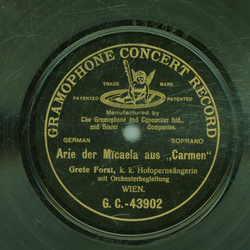 GRAMOPHONE CONCERT RECORD
TRADE MARK
PATENTED PATENTED
Manufactured by
The Gramophone and Typewriter Ltd.,
and Sister Companies.
GERMAN SOPRANO
Arie der Micaela aus „Carmen"
Grete Forst, k. k. Hofopernsängerin
mit Orchesterbegleitung
WIEN.
G. C.-43902